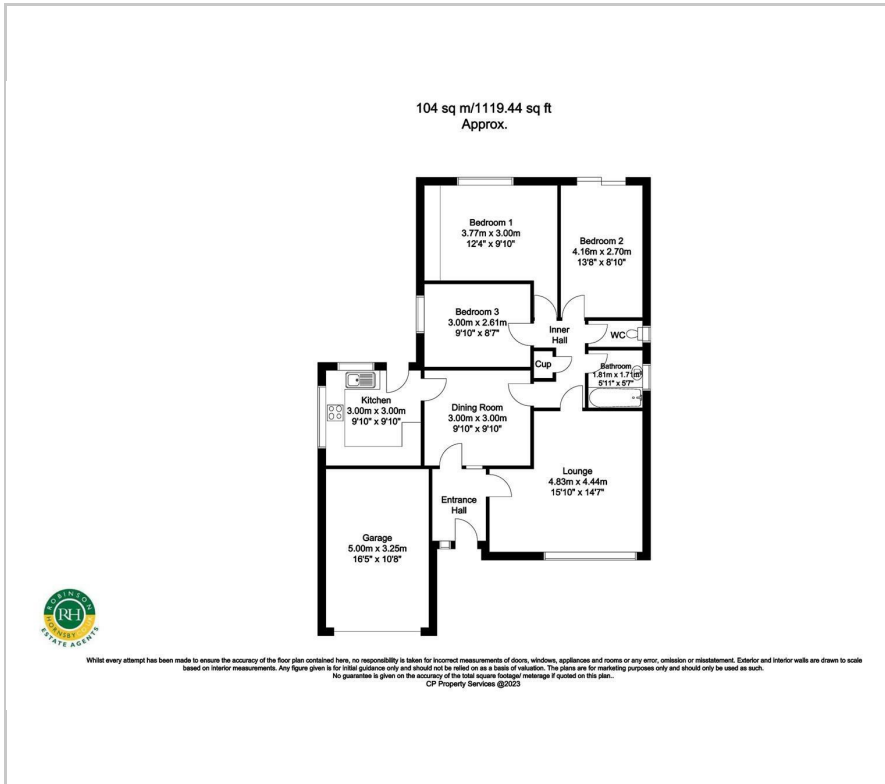 104 sq m/1119.44 sq ft
Approx.
Bedroom 1
3.77m x 3.00m
12'4" x 9'10"
Bedroom 2
4.16m x 2.70m
13'8" x 8'10"
Bedroom 3
3.00m x 2.61m
9'10" x 8'7"
Inner
Hall
WC
Cup
Bathroom
1.81m x 1.71m
5'11" x 5'7"
Kitchen
3.00m x 3.00m
9'10" x 9'10"
Dining Room
3.00m x 3.00m
9'10" x 9'10"
Lounge
4.83m x 4.44m
15'10" x 14'7"
Entrance
Hall
Garage
5.00m x 3.25m
16'5" x 10'8"
ROBINSON
HORNSBY
RH
ESTATE AGENTS
Whilst every attempt has been made to ensure the accuracy of the floor plan contained here, no responsibility is taken for incorrect measurements of doors, windows, appliances and rooms or any error, omission or misstatement. Exterior and interior walls are drawn to scale
based on interior measurements. Any figure given is for initial guidance only and should not be relied on as a basis of valuation. The plans are for marketing purposes only and should only be used as such.
No guarantee is given on the accuracy of the total square footage/ meterage if quoted on this plan..
CP Property Services @2023